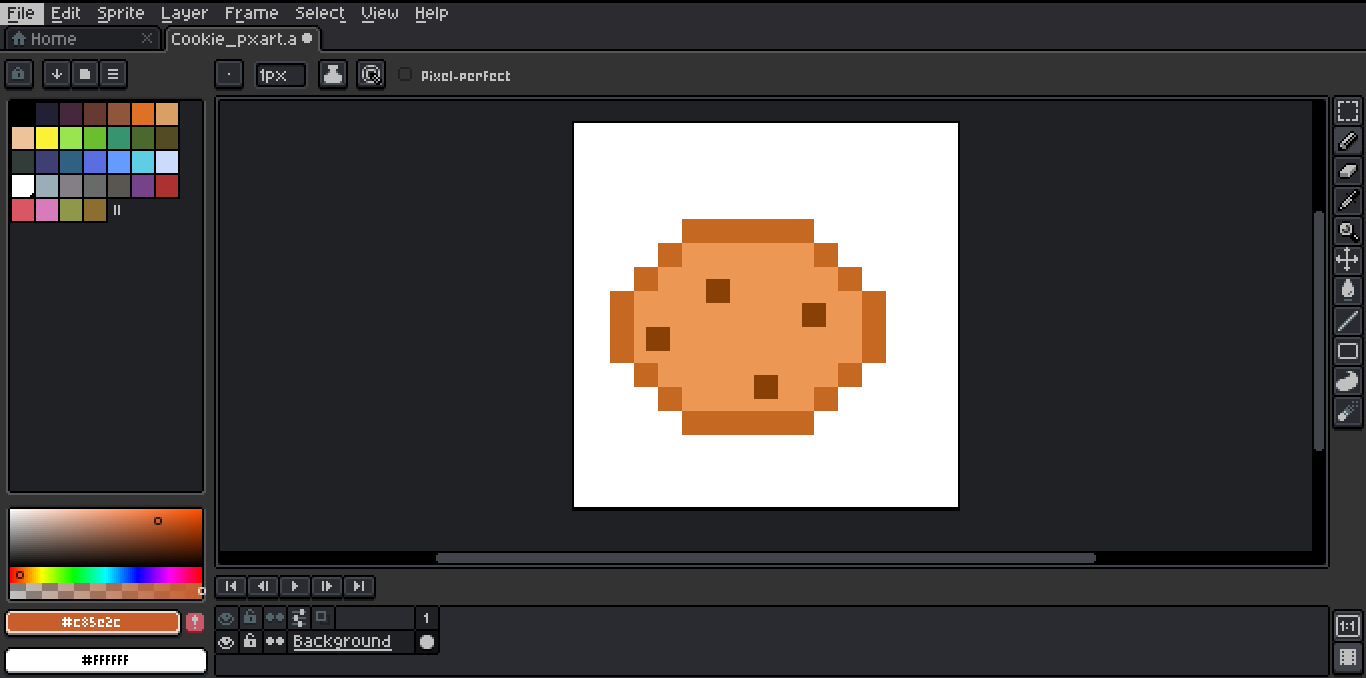 File Edit Sprite Layer Frame Select View Help
Home Cookie_pxart.a
1px Pixel-perfect
#c85e2c
#FFFFFF
1
Background
1:1